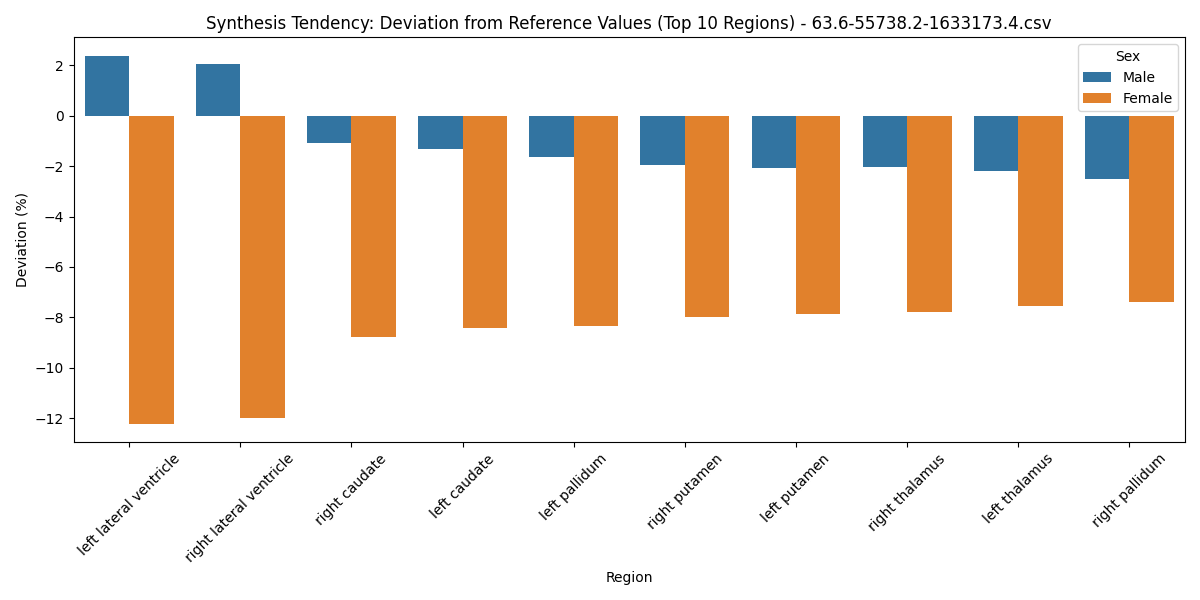 Synthesis Tendency: Deviation from Reference Values (Top 10 Regions) - 63.6-55738.2-1633173.4.csv
Sex
Male
Female
Deviation (%)
2
0
−2
−4
−6
−8
−10
−12
left lateral ventricle
right lateral ventricle
right caudate
left caudate
left pallidum
right putamen
left putamen
right thalamus
left thalamus
right pallidum
Region